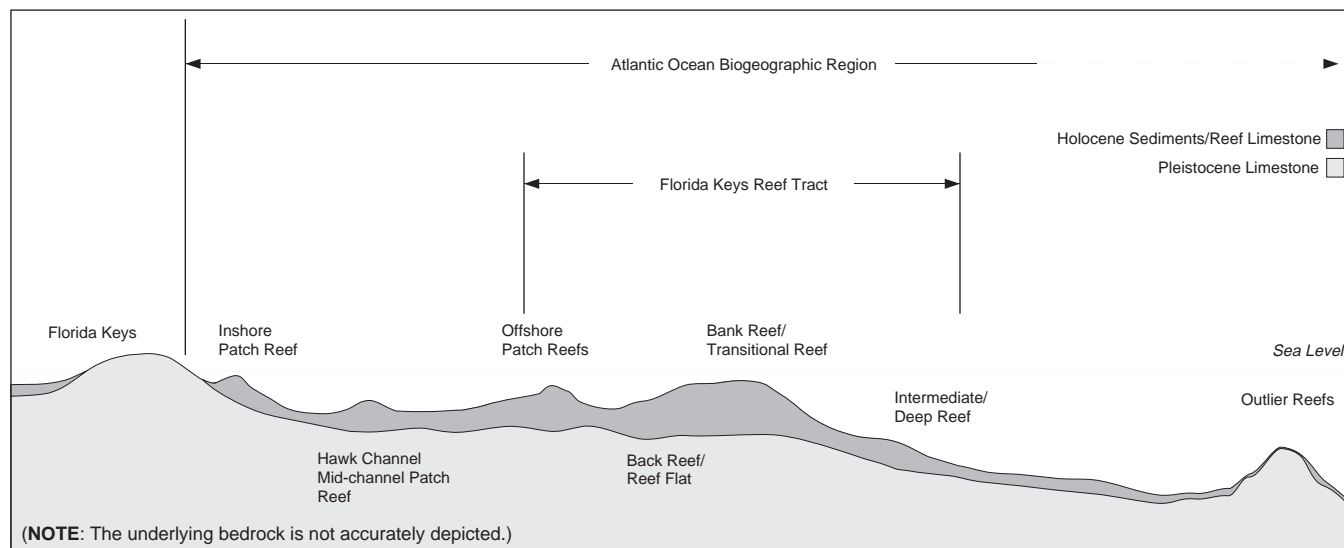 Atlantic Ocean Biogeographic Region
Holocene Sediments/Reef Limestone
Pleistocene Limestone
Florida Keys Reef Tract
Florida Keys
Inshore
Patch Reef
Offshore
Patch Reefs
Bank Reef/
Transitional Reef
Sea Level
Intermediate/
Deep Reef
Outlier Reefs
Hawk Channel
Mid-channel Patch
Reef
Back Reef/
Reef Flat
(NOTE: The underlying bedrock is not accurately depicted.)